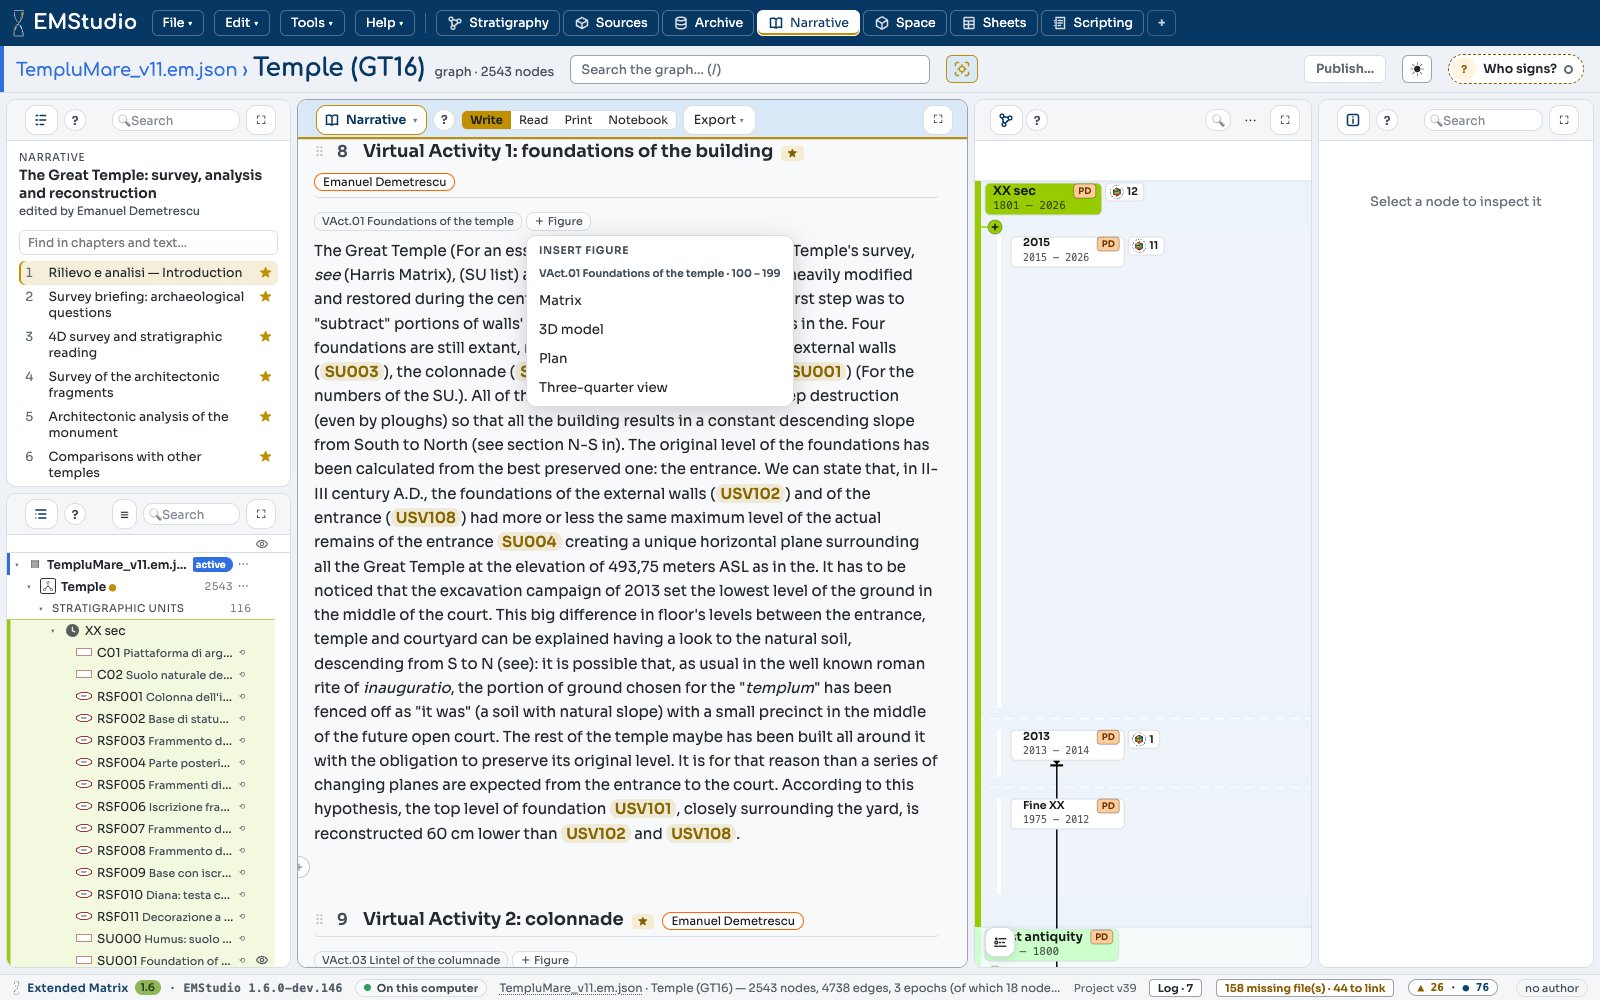 EMStudio File Edit Tools Help Stratigraphy Sources Archive Narrative Space Sheets Scripting +
TempluMare_v11.em.json › Temple (GT16) graph · 2543 nodes Search the graph... (/) Publish... ? Who signs?
? Search
NARRATIVE
The Great Temple: survey, analysis
and reconstruction
edited by Emanuel Demetrescu
Find in chapters and text...
1 Rilievo e analisi — Introduction
2 Survey briefing: archaeological
questions
3 4D survey and stratigraphic
reading
4 Survey of the architectonic
fragments
5 Architectonic analysis of the
monument
6 Comparisons with other
temples
? Search
TempluMare_v11.em.j... active
Temple 2543
STRATIGRAPHIC UNITS 116
XX sec
C01 Piattaforma di arg...
C02 Suolo naturale de...
RSF001 Colonna dell'i...
RSF002 Base di statu...
RSF003 Frammento d...
RSF004 Parte posteri...
RSF005 Frammenti di...
RSF006 Iscrizione fra...
RSF007 Frammento d...
RSF008 Frammento d...
RSF009 Base con iscr...
RSF010 Diana: testa c...
RSF011 Decorazione a ...
SU000 Humus: suolo ...
SU001 Foundation of ...
Narrative ? Write Read Print Notebook Export
8 Virtual Activity 1: foundations of the building
Emanuel Demetrescu
VAct.01 Foundations of the temple + Figure
The Great Temple (For an ess Temple's survey,
see (Harris Matrix), (SU list) heavily modified
and restored during the cen rst step was to
"subtract" portions of walls' s in the. Four
foundations are still extant, external walls
( SU003 ), the colonnade ( SU001 ) (For the
numbers of the SU.). All of th ep destruction
(even by ploughs) so that all the building results in a constant descending slope
from South to North (see section N-S in). The original level of the foundations has
been calculated from the best preserved one: the entrance. We can state that, in II-
III century A.D., the foundations of the external walls ( USV102 ) and of the
entrance ( USV108 ) had more or less the same maximum level of the actual
remains of the entrance SU004 creating a unique horizontal plane surrounding
all the Great Temple at the elevation of 493,75 meters ASL as in the. It has to be
noticed that the excavation campaign of 2013 set the lowest level of the ground in
the middle of the court. This big difference in floor's levels between the entrance,
temple and courtyard can be explained having a look to the natural soil,
descending from S to N (see): it is possible that, as usual in the well known roman
rite of inauguratio, the portion of ground chosen for the "templum" has been
fenced off as "it was" (a soil with natural slope) with a small precinct in the middle
of the future open court. The rest of the temple maybe has been built all around it
with the obligation to preserve its original level. It is for that reason than a series of
changing planes are expected from the entrance to the court. According to this
hypothesis, the top level of foundation USV101 , closely surrounding the yard, is
reconstructed 60 cm lower than USV102 and USV108 .
INSERT FIGURE
VAct.01 Foundations of the temple · 100 – 199
Matrix
3D model
Plan
Three-quarter view
9 Virtual Activity 2: colonnade Emanuel Demetrescu
VAct.03 Lintel of the columnade + Figure
? ...
XX sec PD 12
1801 – 2026
2015 PD 11
2015 – 2026
2013 PD 1
2013 – 2014
Fine XX PD
1975 – 2012
t antiquity PD
– 1800
? Search
Select a node to inspect it
Extended Matrix 1.6 · EMStudio 1.6.0-dev.146 On this computer TempluMare_v11.em.json · Temple (GT16) — 2543 nodes, 4738 edges, 3 epochs (of which 18 node... Project v39 Log · 7 158 missing file(s) · 44 to link ▲ 26 · ● 76 no author